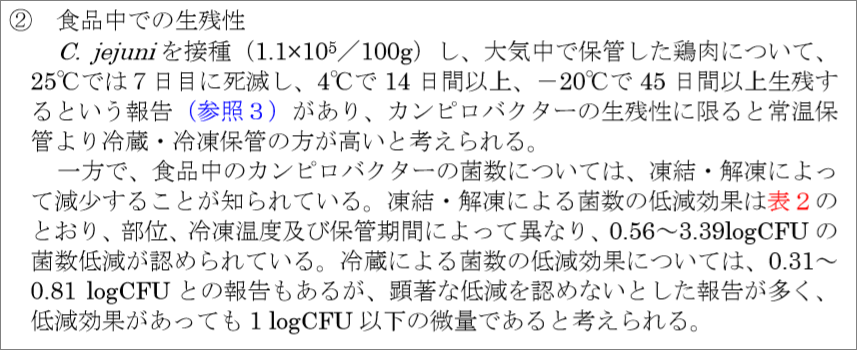 ② 食品中での生残性
C. jejuniを接種（1.1×10⁵／100g）し、大気中で保管した鶏肉について、
25℃では７日目に死滅し、4℃で 14 日間以上、－20℃で 45 日間以上生残す
るという報告（参照３）があり、カンピロバクターの生残性に限ると常温保
管より冷蔵・冷凍保管の方が高いと考えられる。
一方で、食品中のカンピロバクターの菌数については、凍結・解凍によっ
て減少することが知られている。凍結・解凍による菌数の低減効果は表２の
とおり、部位、冷凍温度及び保管期間によって異なり、0.56～3.39logCFU の
菌数低減が認められている。冷蔵による菌数の低減効果については、0.31～
0.81 logCFU との報告もあるが、顕著な低減を認めないとした報告が多く、
低減効果があっても 1 logCFU 以下の微量であると考えられる。